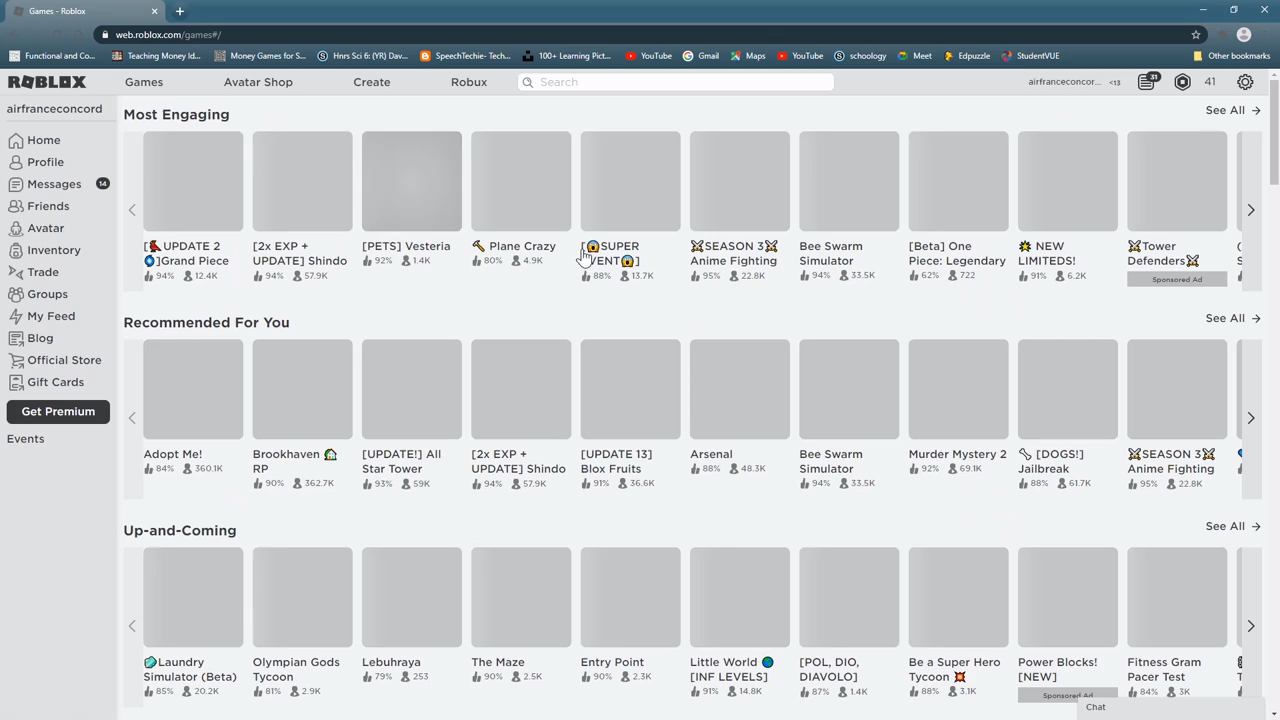 Games - Roblox
web.roblox.com/games#/
Functional and Co... Teaching Money Id... Money Games for S... Hnrs Sci 6: (YR) Dav... SpeechTechie- Tech... 100+ Learning Pict... YouTube Gmail Maps YouTube schoology Meet Edpuzzle StudentVUE Other bookmarks
ROBLOX Games Avatar Shop Create Robux Search airfranceconcord... <13 31 41
airfranceconcord
Home
Profile
Messages 14
Friends
Avatar
Inventory
Trade
Groups
My Feed
Blog
Official Store
Gift Cards
Get Premium
Events
Most Engaging See All
[🐦UPDATE 2 [2x EXP + [PETS] Vesteria 🔨 Plane Crazy [😱SUPER ⚔️SEASON 3⚔️ Bee Swarm [Beta] One NEW ⚔️Tower
]Grand Piece UPDATE] Shindo VENT😱] Anime Fighting Simulator Piece: Legendary LIMITEDS! Defenders⚔️
94% 12.4K 94% 57.9K 92% 1.4K 80% 4.9K 88% 13.7K 95% 22.8K 94% 33.5K 62% 722 91% 6.2K Sponsored Ad
Recommended For You See All
Adopt Me! Brookhaven 🏡 [UPDATE!] All [2x EXP + [UPDATE 13] Arsenal Bee Swarm Murder Mystery 2 🦴 [DOGS!] ⚔️SEASON 3⚔️
RP Star Tower UPDATE] Shindo Blox Fruits Simulator Jailbreak Anime Fighting
84% 360.1K 90% 362.7K 93% 59K 94% 57.9K 91% 36.6K 88% 48.3K 94% 33.5K 92% 69.1K 88% 61.7K 95% 22.8K
Up-and-Coming See All
Laundry Olympian Gods Lebuhraya The Maze Entry Point Little World 🌎 [POL, DIO, Be a Super Hero Power Blocks! Fitness Gram
Simulator (Beta) Tycoon [INF LEVELS] DIAVOLO] Tycoon 💥 [NEW] Pacer Test
85% 20.2K 81% 2.9K 79% 253 90% 2.5K 90% 2.3K 91% 14.8K 87% 1.4K 88% 3.1K Sponsored Ad 84% 3K
Chat